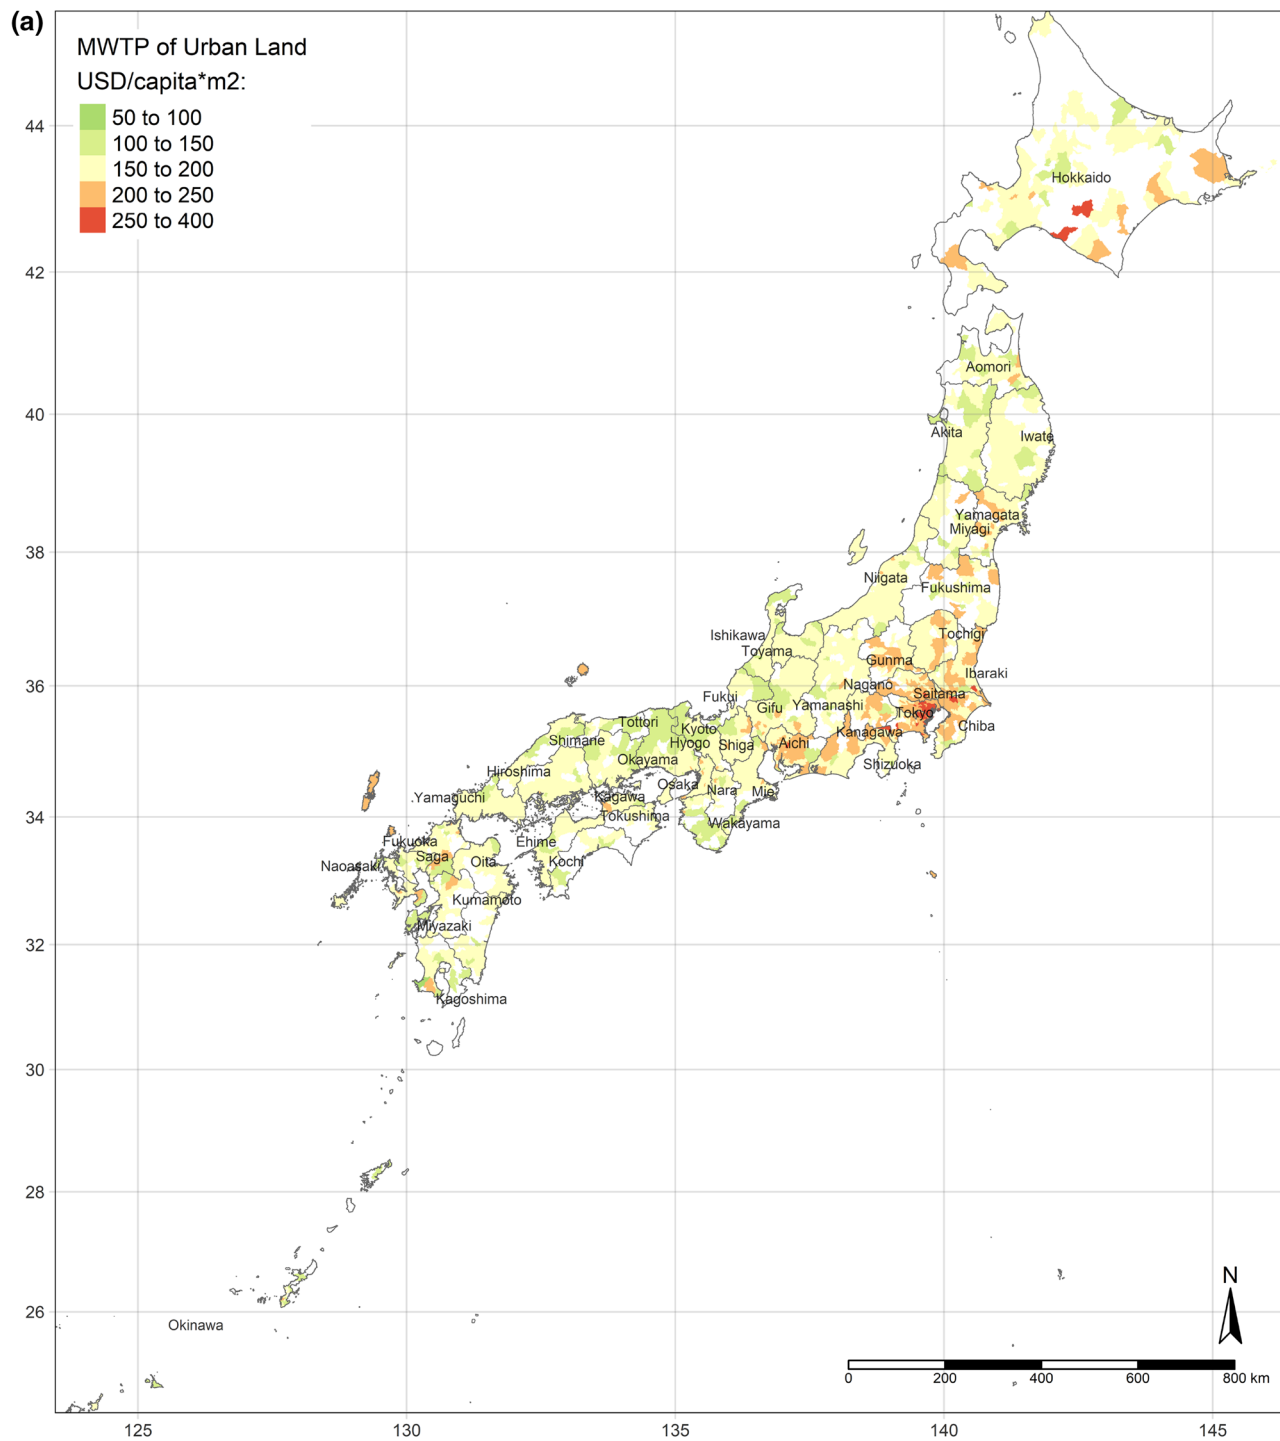 (a)
MWTP of Urban Land
USD/capita*m2:
50 to 100
100 to 150
150 to 200
200 to 250
250 to 400
44
42
40
38
36
34
32
30
28
26
Hokkaido
Aomori
Akita
Iwate
Yamagata
Miyagi
Niigata
Fukushima
Ishikawa
Tochigi
Toyama
Gunma
Ibaraki
Nagano
Saitama
Fukui
Gifu
Yamanashi
Tokyo
Chiba
Tottori
Kyoto
Kanagawa
Shimane
Hyogo
Shiga
Aichi
Okayama
Shizuoka
Hiroshima
Osaka
Nara
Mie
Yamaguchi
Kagawa
Tokushima
Wakayama
Fukuoka
Ehime
Saga
Oita
Kochi
Naoasaki
Kumamoto
Miyazaki
Kagoshima
Okinawa
N
0
200
400
600
800 km
125
130
135
140
145